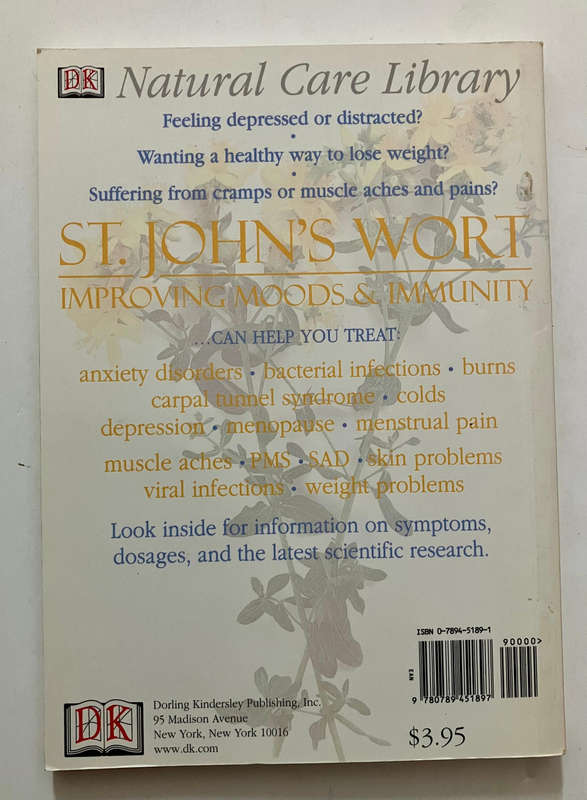 DK Natural Care Library
Feeling depressed or distracted?
•
Wanting a healthy way to lose weight?
•
Suffering from cramps or muscle aches and pains?
ST. JOHN'S WORT
IMPROVING MOODS & IMMUNITY
...CAN HELP YOU TREAT:
anxiety disorders • bacterial infections • burns
carpal tunnel syndrome • colds
depression • menopause • menstrual pain
muscle aches • PMS • SAD • skin problems
viral infections • weight problems
Look inside for information on symptoms,
dosages, and the latest scientific research.
ISBN 0-7894-5189-1
90000>
EAN
9 780789 451897
DK
Dorling Kindersley Publishing, Inc.
95 Madison Avenue
New York, New York 10016
www.dk.com
$3.95